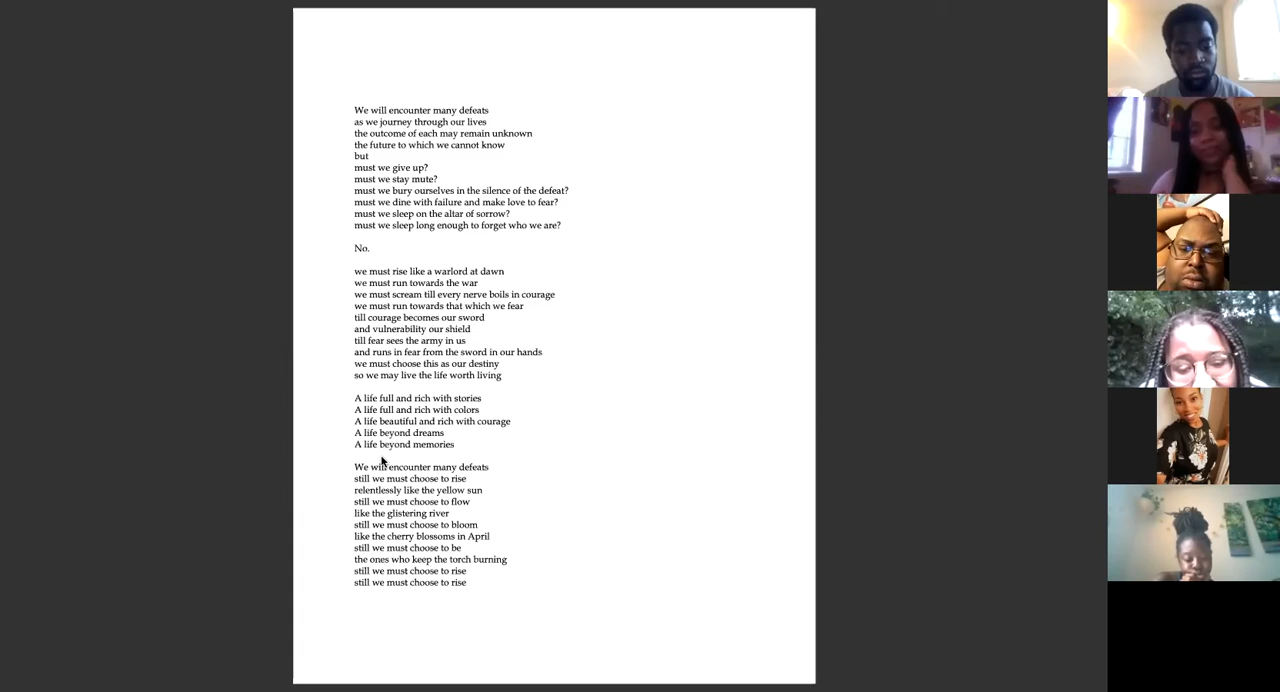 We will encounter many defeats
as we journey through our lives
the outcome of each may remain unknown
the future to which we cannot know
but
must we give up?
must we stay mute?
must we bury ourselves in the silence of the defeat?
must we dine with failure and make love to fear?
must we sleep on the altar of sorrow?
must we sleep long enough to forget who we are?
No.
we must rise like a warlord at dawn
we must run towards the war
we must scream till every nerve boils in courage
we must run towards that which we fear
till courage becomes our sword
and vulnerability our shield
till fear sees the army in us
and runs in fear from the sword in our hands
we must choose this as our destiny
so we may live the life worth living
A life full and rich with stories
A life full and rich with colors
A life beautiful and rich with courage
A life beyond dreams
A life beyond memories
We will encounter many defeats
still we must choose to rise
relentlessly like the yellow sun
still we must choose to flow
like the glistering river
still we must choose to bloom
like the cherry blossoms in April
still we must choose to be
the ones who keep the torch burning
still we must choose to rise
still we must choose to rise